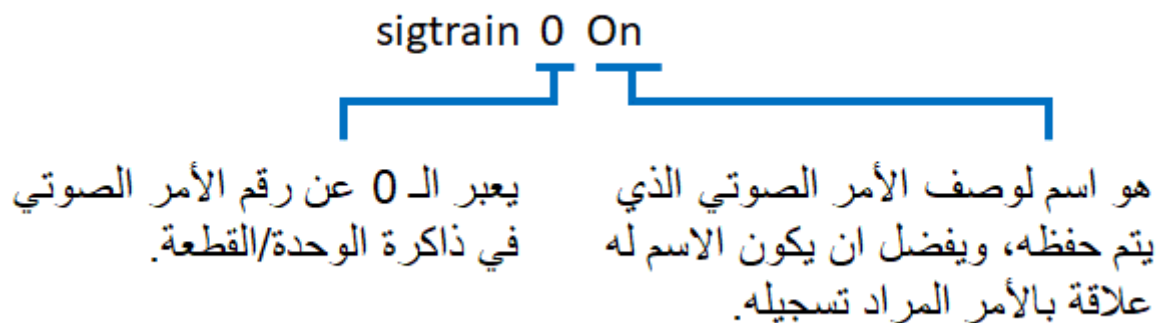 sigtrain 0 On
هو اسم لوصف الأمر الصوتي الذي
يتم حفظه، ويفضل ان يكون الاسم له
علاقة بالأمر المراد تسجيله.
يعبر الـ 0 عن رقم الأمر الصوتي
في ذاكرة الوحدة/القطعة.